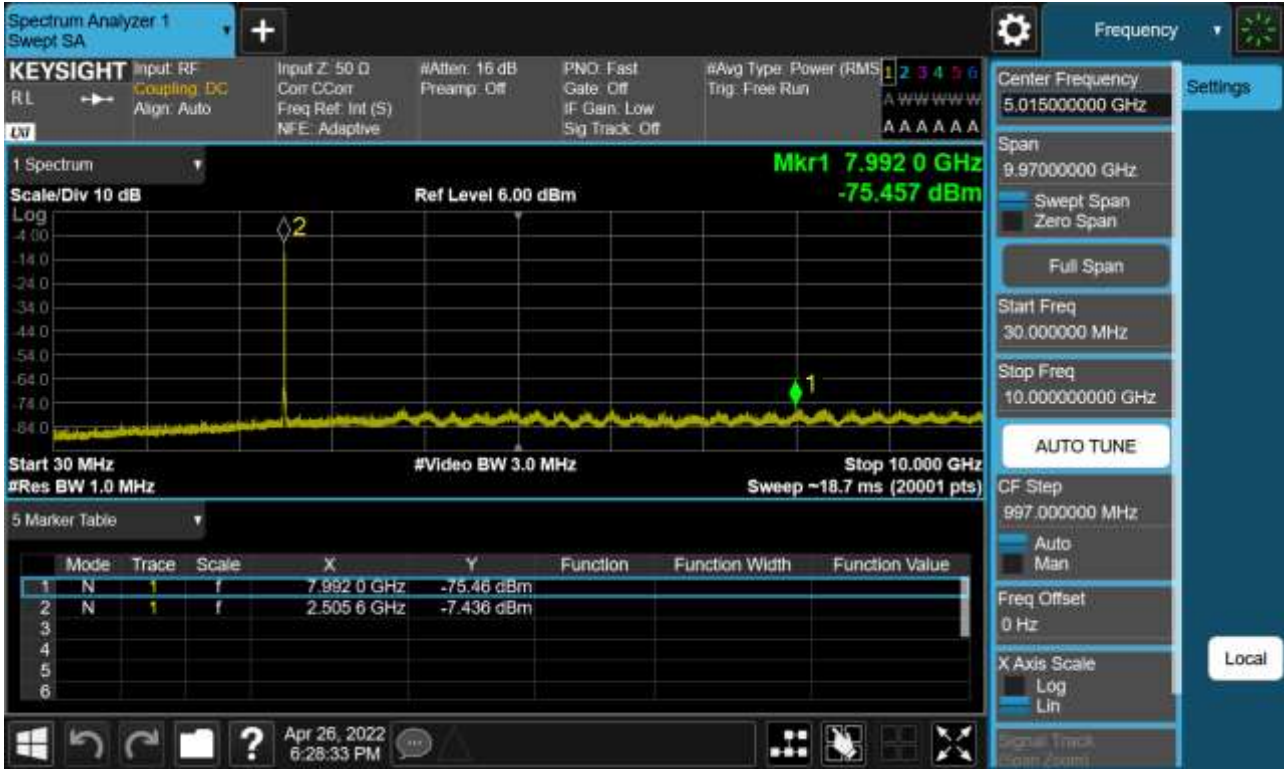 Spectrum Analyzer 1
Swept SA
+
Frequency
KEYSIGHT
RL
LXI
Input: RF
Coupling: DC
Align: Auto
Input Z: 50 Ω
Corr CCorr
Freq Ref: Int (S)
NFE: Adaptive
#Atten: 16 dB
Preamp: Off
PNO: Fast
Gate: Off
IF Gain: Low
Sig Track: Off
#Avg Type: Power (RMS
Trig: Free Run
1 2 3 4 5 6
A W W W W W
A A A A A A
1 Spectrum
Scale/Div 10 dB
Ref Level 6.00 dBm
Mkr1 7.992 0 GHz
-75.457 dBm
Log
-4.00
-14.0
-24.0
-34.0
-44.0
-54.0
-64.0
-74.0
-84.0
2
1
Start 30 MHz
#Video BW 3.0 MHz
Stop 10.000 GHz
#Res BW 1.0 MHz
Sweep ~18.7 ms (20001 pts)
5 Marker Table
Mode Trace Scale X Y Function Function Width Function Value
1 N 1 f 7.992 0 GHz -75.46 dBm
2 N 1 f 2.505 6 GHz -7.436 dBm
3
4
5
6
?
Apr 26, 2022
6:28:33 PM
Center Frequency
5.015000000 GHz
Settings
Span
9.97000000 GHz
Swept Span
Zero Span
Full Span
Start Freq
30.000000 MHz
Stop Freq
10.000000000 GHz
AUTO TUNE
CF Step
997.000000 MHz
Auto
Man
Freq Offset
0 Hz
X Axis Scale
Log
Lin
Local
Signal Track
(Span Zoom)